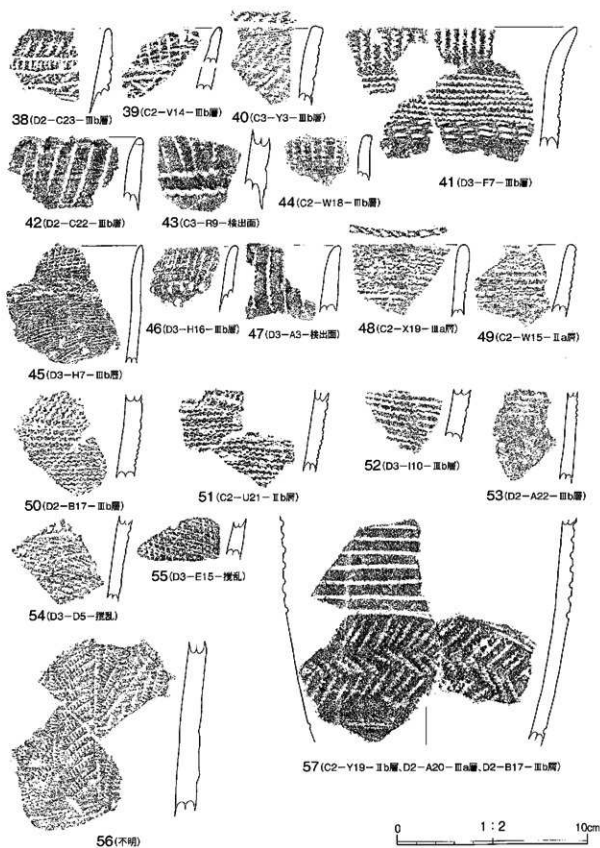 38(D2-C23-Ⅲb層)
39(C2-V14-Ⅲb層)
40(C3-Y3-Ⅲb層)
41(D3-F7-Ⅲb層)
42(D2-C22-Ⅲb層)
43(C3-R9-検出面)
44(C2-W18-Ⅲb層)
45(D3-H7-Ⅲb層)
46(D3-H16-Ⅲb層)
47(D3-A3-検出面)
48(C2-X19-Ⅲa層)
49(C2-W15-Ⅱa層)
50(D2-B17-Ⅲb層)
51(C2-U21-Ⅱb層)
52(D3-I10-Ⅲb層)
53(D2-A22-Ⅲb層)
54(D3-D5-撹乱)
55(D3-E15-撹乱)
56(不明)
57(C2-Y19-Ⅱb層、D2-A20-Ⅲa層、D2-B17-Ⅲb層)
0 1:2 10cm